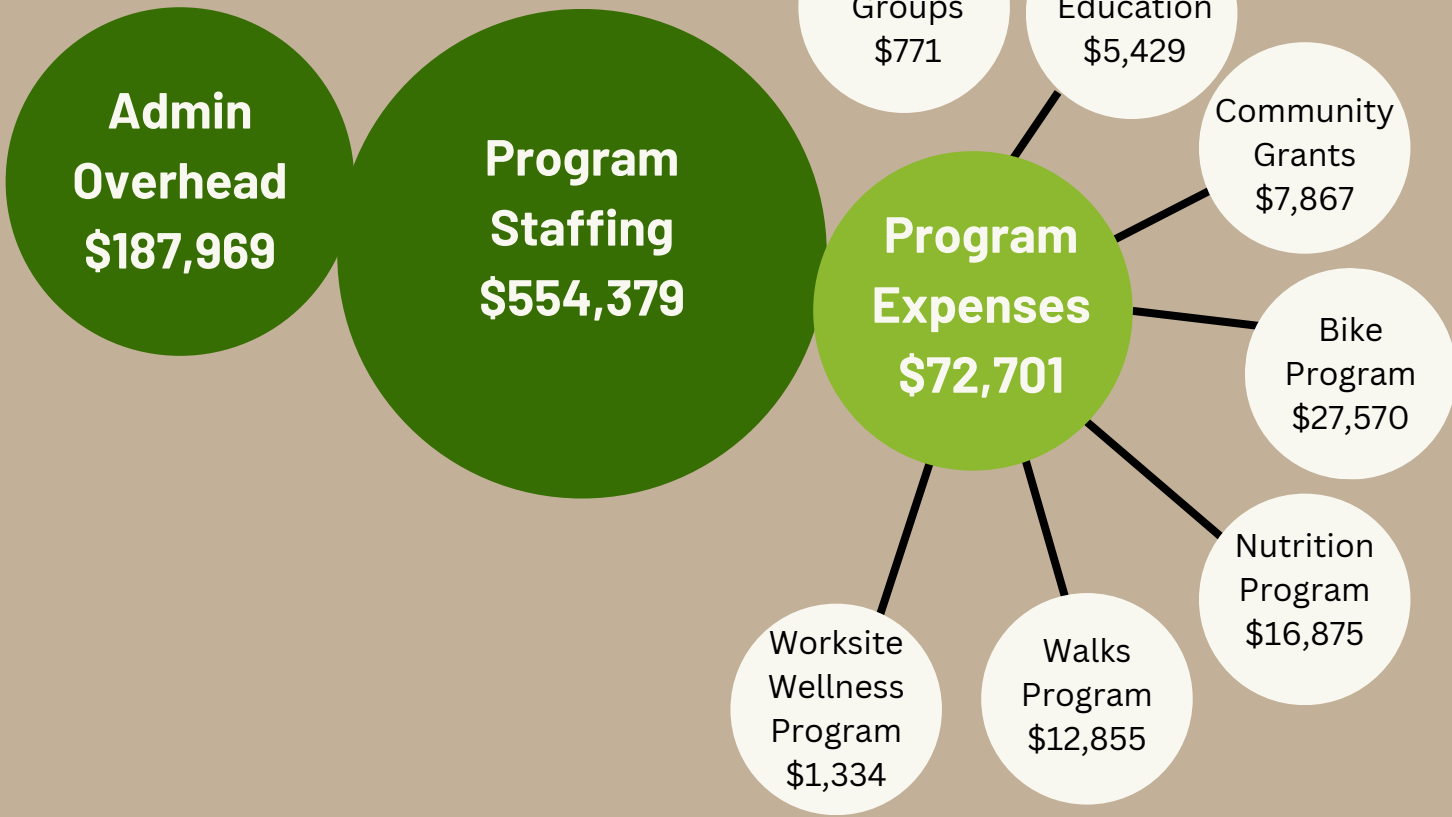 Groups
$771
Education
$5,429
Community
Grants
$7,867
Admin
Overhead
$187,969
Program
Staffing
$554,379
Program
Expenses
$72,701
Bike
Program
$27,570
Nutrition
Program
$16,875
Worksite
Wellness
Program
$1,334
Walks
Program
$12,855